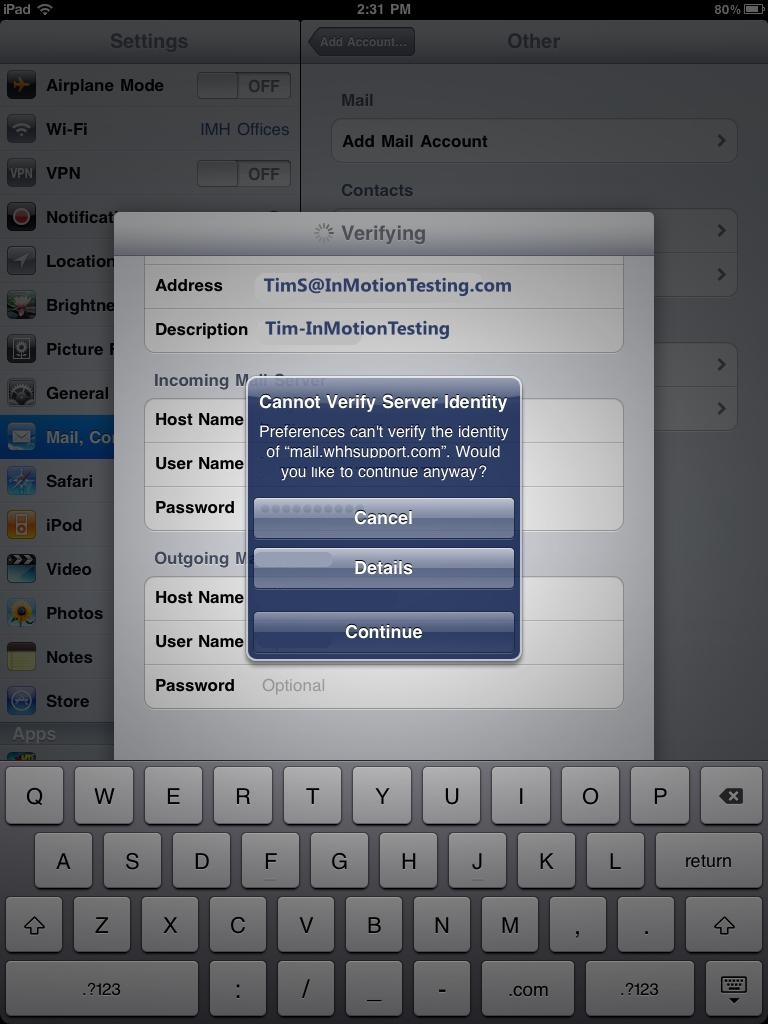 iPad
2:31 PM
80%
Settings
Add Account...
Other
Airplane Mode
OFF
Wi-Fi
IMH Offices
VPN
VPN
OFF
Notificat
Location
Brightne
Picture F
General
Mail, Co
Safari
iPod
Video
Photos
Notes
Store
Apps
Mail
Add Mail Account
Contacts
Verifying
Address
TimS@InMotionTesting.com
Description
Tim-InMotionTesting
Incoming Mail Server
Host Name
User Name
Password
Outgoing M
Host Name
User Name
Password
Optional
Cannot Verify Server Identity
Preferences can't verify the identity
of “mail.whhsupport.com”. Would
you like to continue anyway?
Cancel
Details
Continue
Q W E R T Y U I O P
A S D F G H J K L return
Z X C V B N M , .
.?123 : / _ - .com .?123